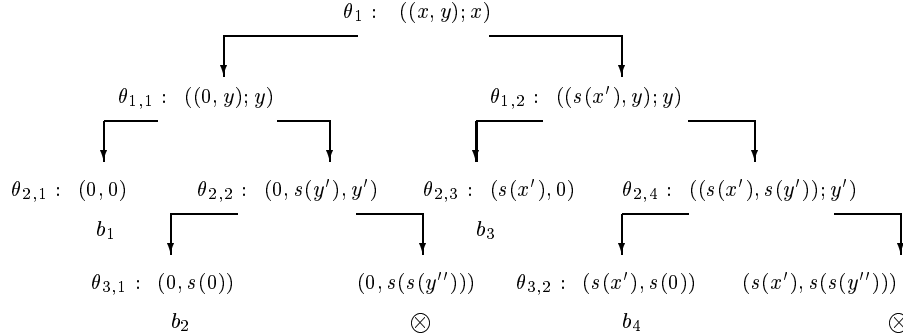 θ₁ : ((x, y); x)
θ₁,₁ : ((0, y); y) θ₁,₂ : ((s(x′), y); y)
θ₂,₁ : (0, 0) θ₂,₂ : (0, s(y′), y′) θ₂,₃ : (s(x′), 0) θ₂,₄ : ((s(x′), s(y′)); y′)
b₁ b₃
θ₃,₁ : (0, s(0)) (0, s(s(y′′))) θ₃,₂ : (s(x′), s(0)) (s(x′), s(s(y′′)))
b₂ ⊗ b₄ ⊗